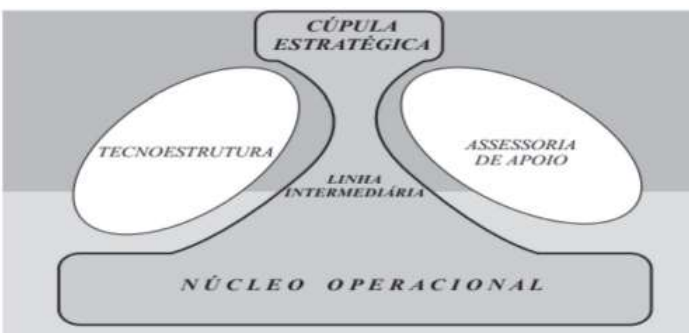 CÚPULA
ESTRATÉGICA
TECNOESTRUTURA
ASSESSORIA
DE APOIO
LINHA
INTERMEDIÁRIA
NÚCLEO OPERACIONAL